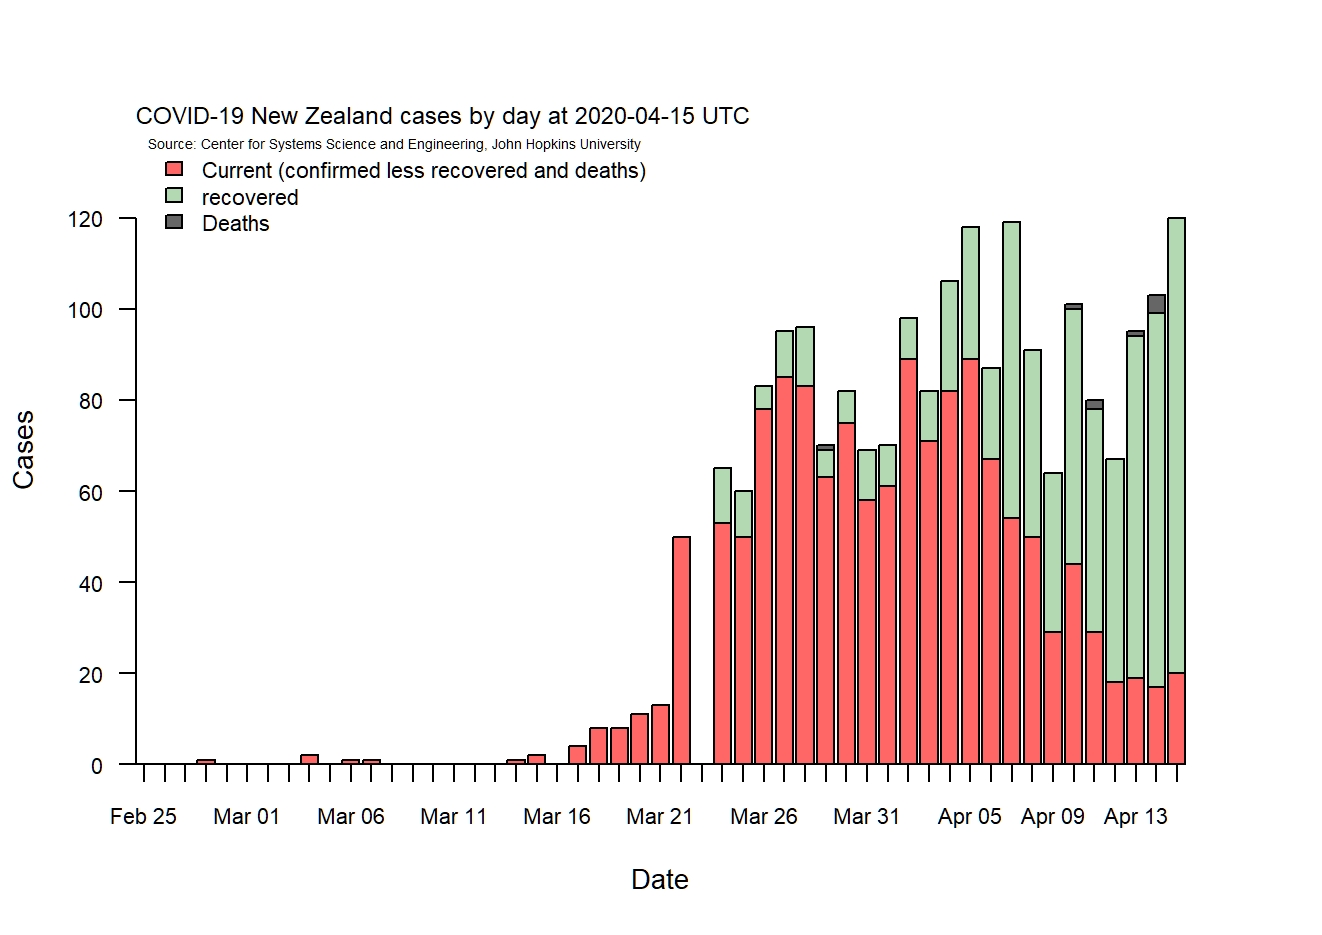 COVID-19 New Zealand cases by day at 2020-04-15 UTC
Source: Center for Systems Science and Engineering, John Hopkins University
Current (confirmed less recovered and deaths)
recovered
Deaths
120
100
80
60
40
20
0
Cases
Feb 25 Mar 01 Mar 06 Mar 11 Mar 16 Mar 21 Mar 26 Mar 31 Apr 05 Apr 09 Apr 13
Date